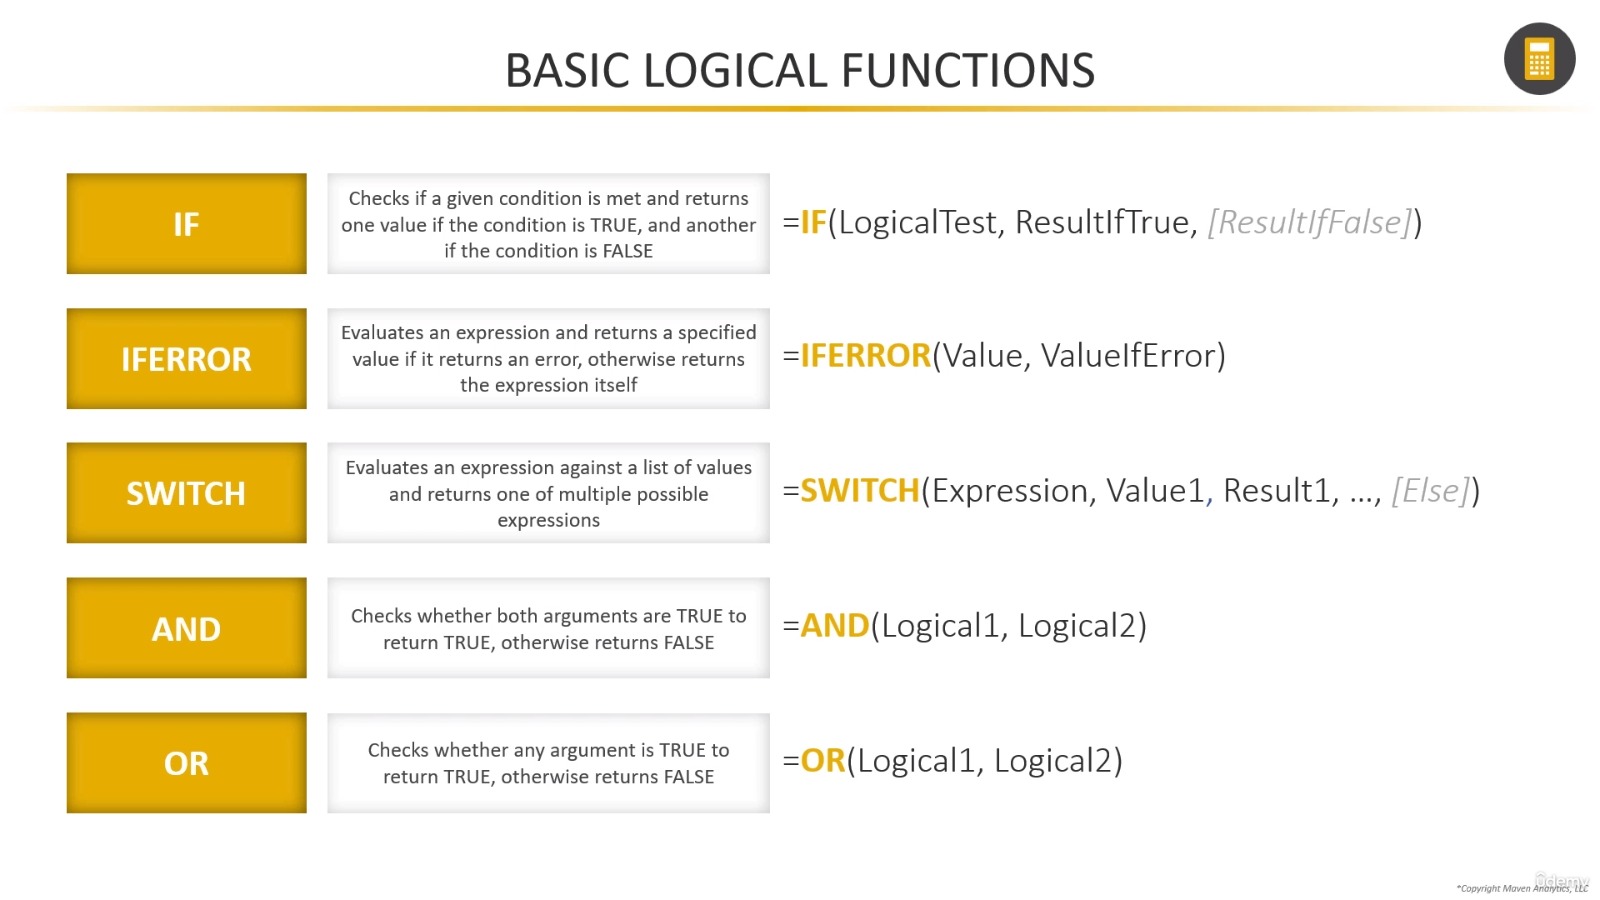 BASIC LOGICAL FUNCTIONS
IF
Checks if a given condition is met and returns
one value if the condition is TRUE, and another
if the condition is FALSE
=IF(LogicalTest, ResultIfTrue, [ResultIfFalse])
IFERROR
Evaluates an expression and returns a specified
value if it returns an error, otherwise returns
the expression itself
=IFERROR(Value, ValueIfError)
SWITCH
Evaluates an expression against a list of values
and returns one of multiple possible
expressions
=SWITCH(Expression, Value1, Result1, ..., [Else])
AND
Checks whether both arguments are TRUE to
return TRUE, otherwise returns FALSE
=AND(Logical1, Logical2)
OR
Checks whether any argument is TRUE to
return TRUE, otherwise returns FALSE
=OR(Logical1, Logical2)
ûdemy
*Copyright Maven Analytics, LLC